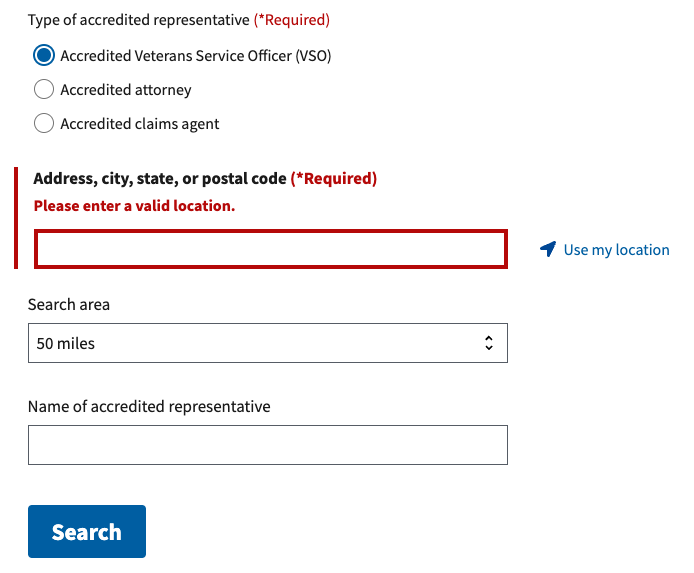 Type of accredited representative (*Required)
Accredited Veterans Service Officer (VSO)
Accredited attorney
Accredited claims agent
Address, city, state, or postal code (*Required)
Please enter a valid location.
Use my location
Search area
50 miles
Name of accredited representative
Search